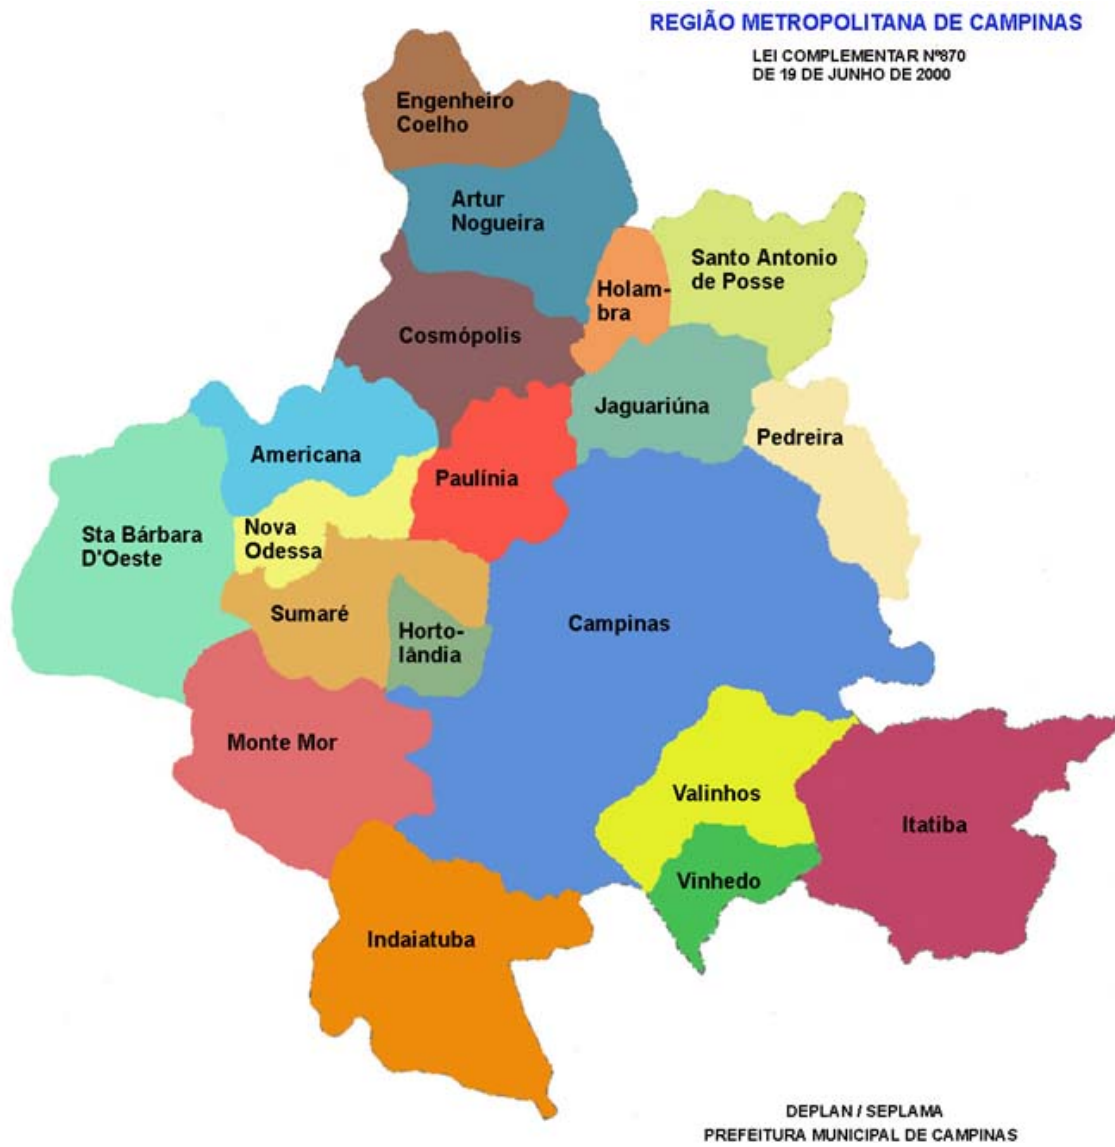 REGIÃO METROPOLITANA DE CAMPINAS
LEI COMPLEMENTAR Nº870
DE 19 DE JUNHO DE 2000
Engenheiro
Coelho
Artur
Nogueira
Santo Antonio
de Posse
Holam-
bra
Cosmópolis
Jaguariúna
Pedreira
Americana
Paulínia
Sta Bárbara
D'Oeste
Nova
Odessa
Sumaré
Horto-
lândia
Campinas
Monte Mor
Valinhos
Itatiba
Vinhedo
Indaiatuba
DEPLAN / SEPLAMA
PREFEITURA MUNICIPAL DE CAMPINAS